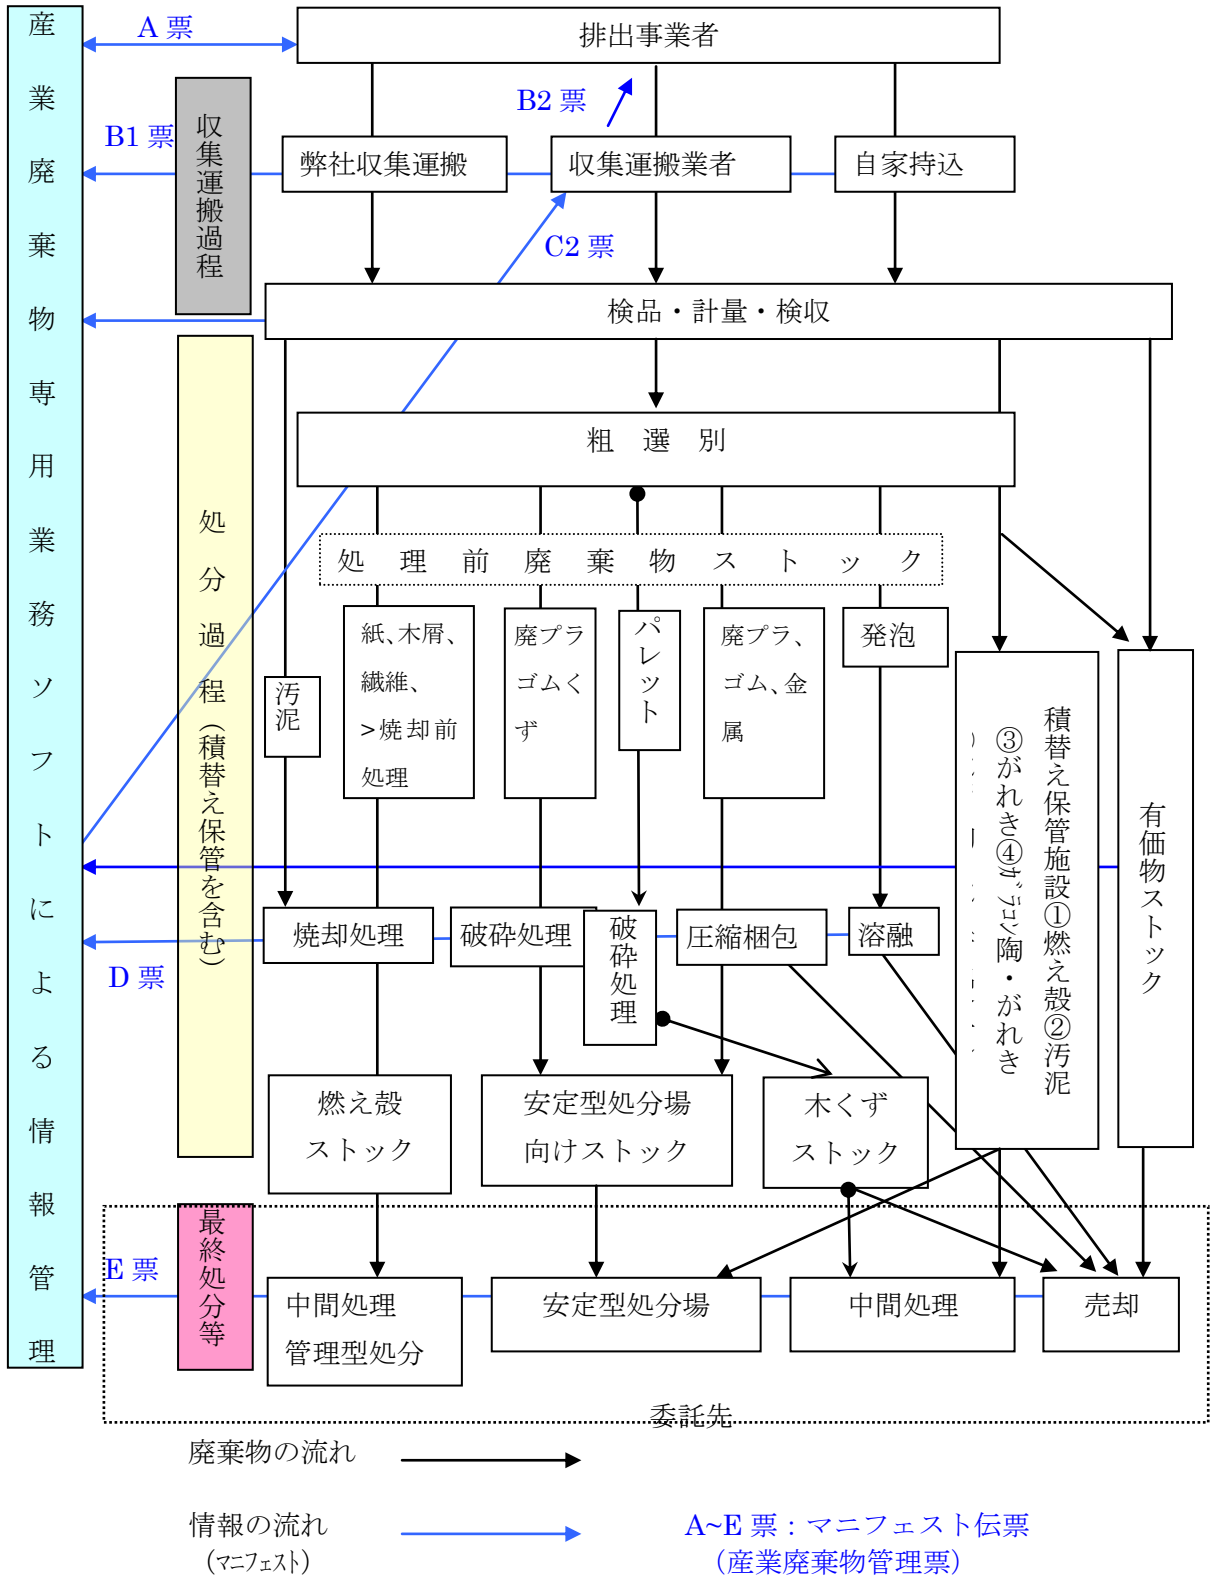 産業廃棄物専用業務ソフトによる情報管理
A 票
排出事業者
B2 票
B1 票
収集運搬過程
弊社収集運搬
収集運搬業者
自家持込
C2 票
検品・計量・検収
粗 選 別
処理前廃棄物ストック
処分過程(積替え保管を含む)
汚泥
紙、木屑、
繊維、
>焼却前
処理
廃プラ
ゴムく
ず
パレット
廃プラ、
ゴム、金
属
発泡
積替え保管施設①燃え殻②汚泥
③がれき④ｶﾞﾗｺﾝ陶・がれき
有価物ストック
焼却処理
破砕処理
破砕処理
圧縮梱包
溶融
D 票
燃え殻
ストック
安定型処分場
向けストック
木くず
ストック
最終処分等
E 票
中間処理
管理型処分
安定型処分場
中間処理
売却
委託先
廃棄物の流れ
情報の流れ
(ﾏﾆﾌｪｽﾄ)
A~E 票：マニフェスト伝票
(産業廃棄物管理票)